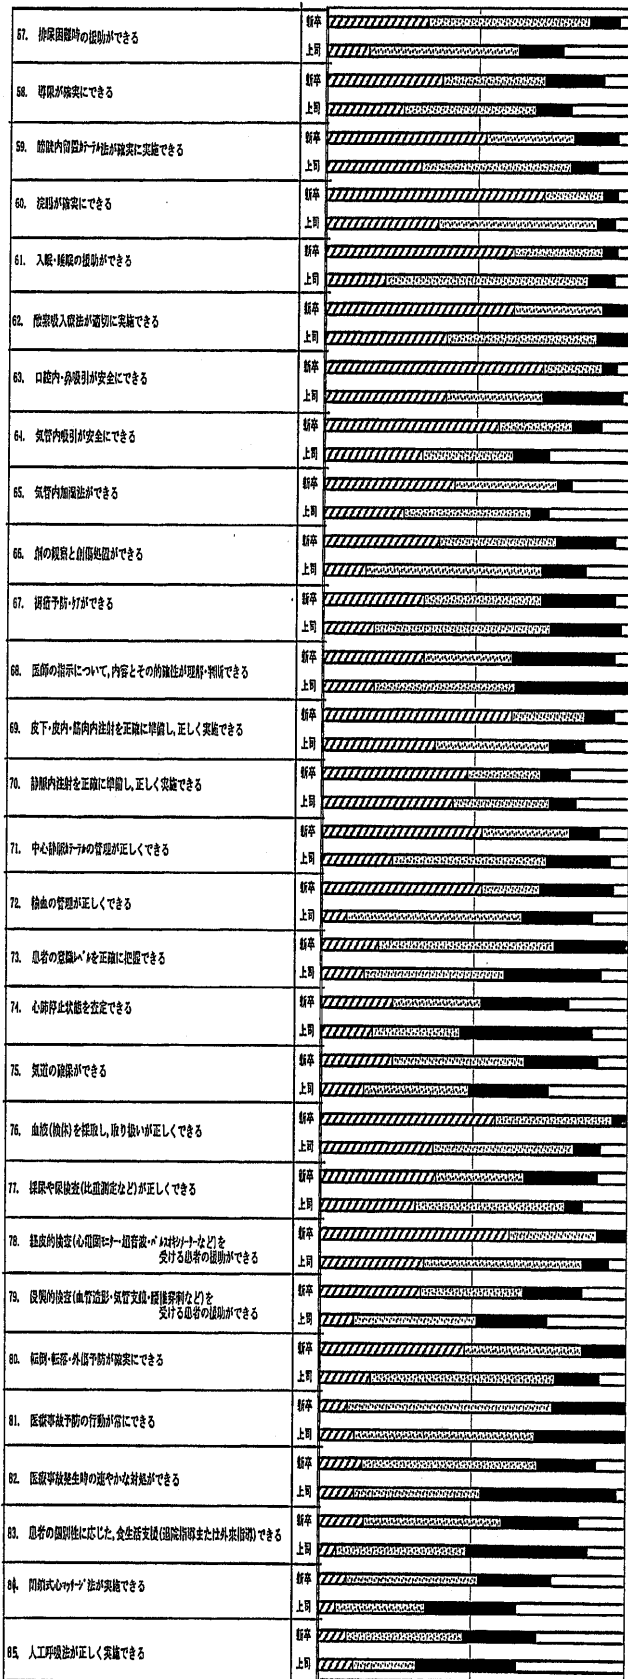 57. 排尿困難時の援助ができる
新卒
上司
58. 導尿が確実にできる
新卒
上司
59. 膀胱内留置カテーテル法が確実に実施できる
新卒
上司
60. 浣腸が確実にできる
新卒
上司
61. 入眠・睡眠の援助ができる
新卒
上司
62. 酸素吸入療法が適切に実施できる
新卒
上司
63. 口腔内・鼻吸引が安全にできる
新卒
上司
64. 気管内吸引が安全にできる
新卒
上司
65. 気管内加湿法ができる
新卒
上司
66. 創の観察と創傷処置ができる
新卒
上司
67. 褥瘡予防・ケアができる
新卒
上司
68. 医師の指示について,内容とその的確性が理解・判断できる
新卒
上司
69. 皮下・皮内・筋肉内注射を正確に準備し,正しく実施できる
新卒
上司
70. 静脈内注射を正確に準備し,正しく実施できる
新卒
上司
71. 中心静脈カテーテルの管理が正しくできる
新卒
上司
72. 輸血の管理が正しくできる
新卒
上司
73. 患者の意識レベルを正確に把握できる
新卒
上司
74. 心肺停止状態を査定できる
新卒
上司
75. 気道の確保ができる
新卒
上司
76. 血液(検体)を採取し,取り扱いが正しくできる
新卒
上司
77. 採尿や尿検査(比重測定など)が正しくできる
新卒
上司
78. 経皮的検査(心電図モニター・超音波・パルスオキシメーターなど)を
受ける患者の援助ができる
新卒
上司
79. 侵襲的検査(血管造影・気管支鏡・腰椎穿刺など)を
受ける患者の援助ができる
新卒
上司
80. 転倒・転落・外傷予防が確実にできる
新卒
上司
81. 医療事故予防の行動が常にできる
新卒
上司
82. 医療事故発生時の速やかな対処ができる
新卒
上司
83. 患者の個別性に応じた,食生活支援(退院指導または外来指導)できる
新卒
上司
84. 閉鎖式心マッサージ法が実施できる
新卒
上司
85. 人工呼吸法が正しく実施できる
新卒
上司